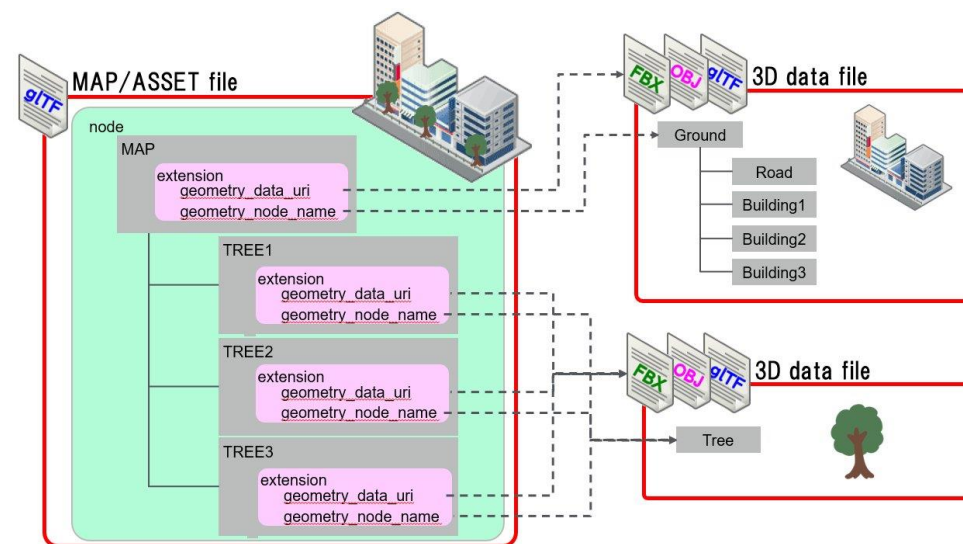 glTF
MAP/ASSET file
node
MAP
extension
geometry_data_uri
geometry_node_name
TREE1
extension
geometry_data_uri
geometry_node_name
TREE2
extension
geometry_data_uri
geometry_node_name
TREE3
extension
geometry_data_uri
geometry_node_name
FBX
OBJ
glTF
3D data file
Ground
Road
Building1
Building2
Building3
FBX
OBJ
glTF
3D data file
Tree